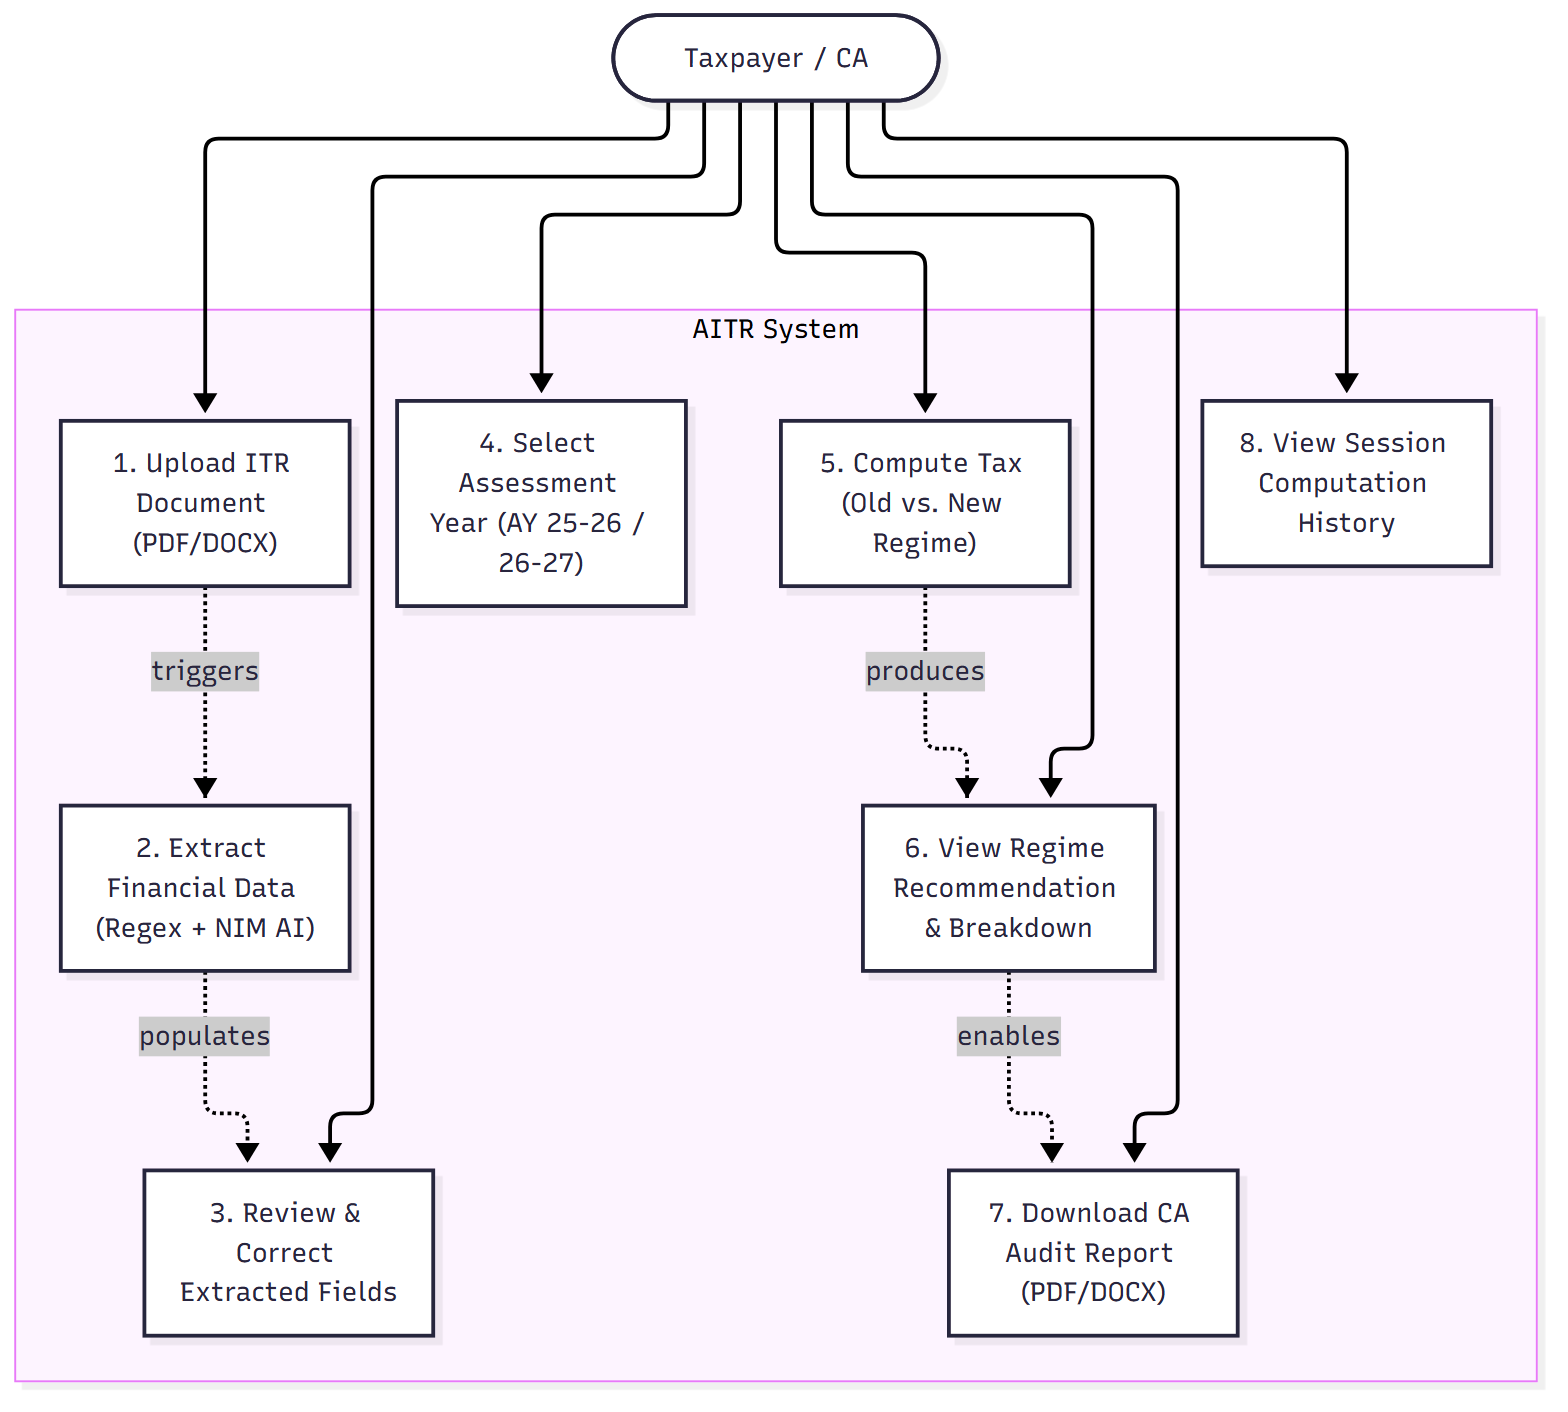 Taxpayer / CA
AITR System
1. Upload ITR
Document
(PDF/DOCX)
4. Select
Assessment
Year (AY 25-26 /
26-27)
5. Compute Tax
(Old vs. New
Regime)
8. View Session
Computation
History
triggers
produces
2. Extract
Financial Data
(Regex + NIM AI)
6. View Regime
Recommendation
& Breakdown
populates
enables
3. Review &
Correct
Extracted Fields
7. Download CA
Audit Report
(PDF/DOCX)